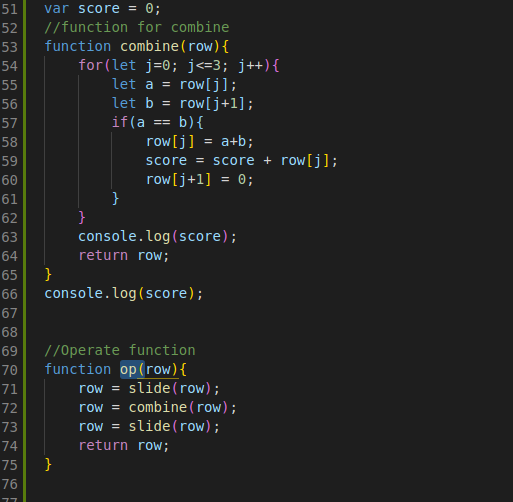 51 var score = 0;
52 //function for combine
53 function combine(row){
54     for(let j=0; j<=3; j++){
55         let a = row[j];
56         let b = row[j+1];
57         if(a == b){
58             row[j] = a+b;
59             score = score + row[j];
60             row[j+1] = 0;
61         }
62     }
63     console.log(score);
64     return row;
65 }
66 console.log(score);
67
68
69 //Operate function
70 function op(row){
71     row = slide(row);
72     row = combine(row);
73     row = slide(row);
74     return row;
75 }
76
77